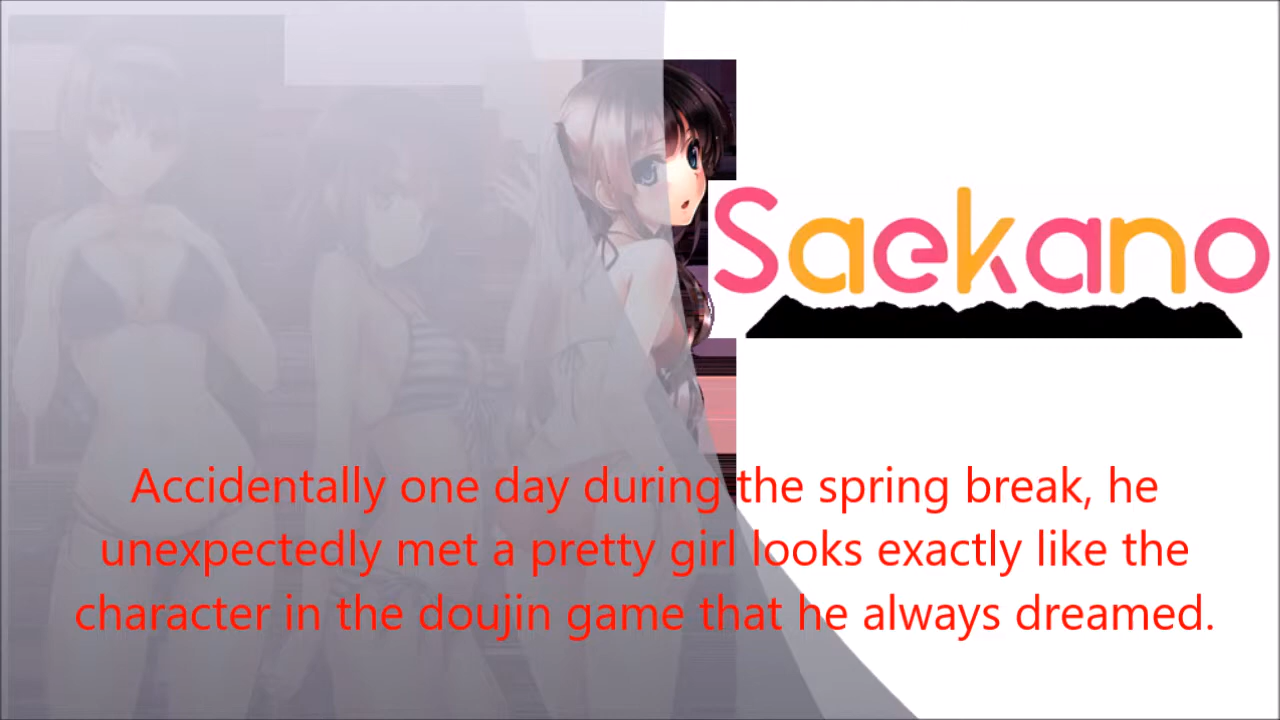 Saekano
Accidentally one day during the spring break, he
unexpectedly met a pretty girl looks exactly like the
character in the doujin game that he always dreamed.